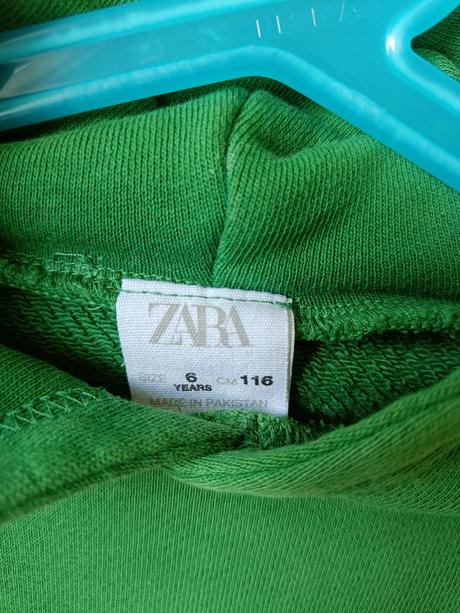 ZARA
SIZE 6 CM 116
YEARS
MADE IN PAKISTAN